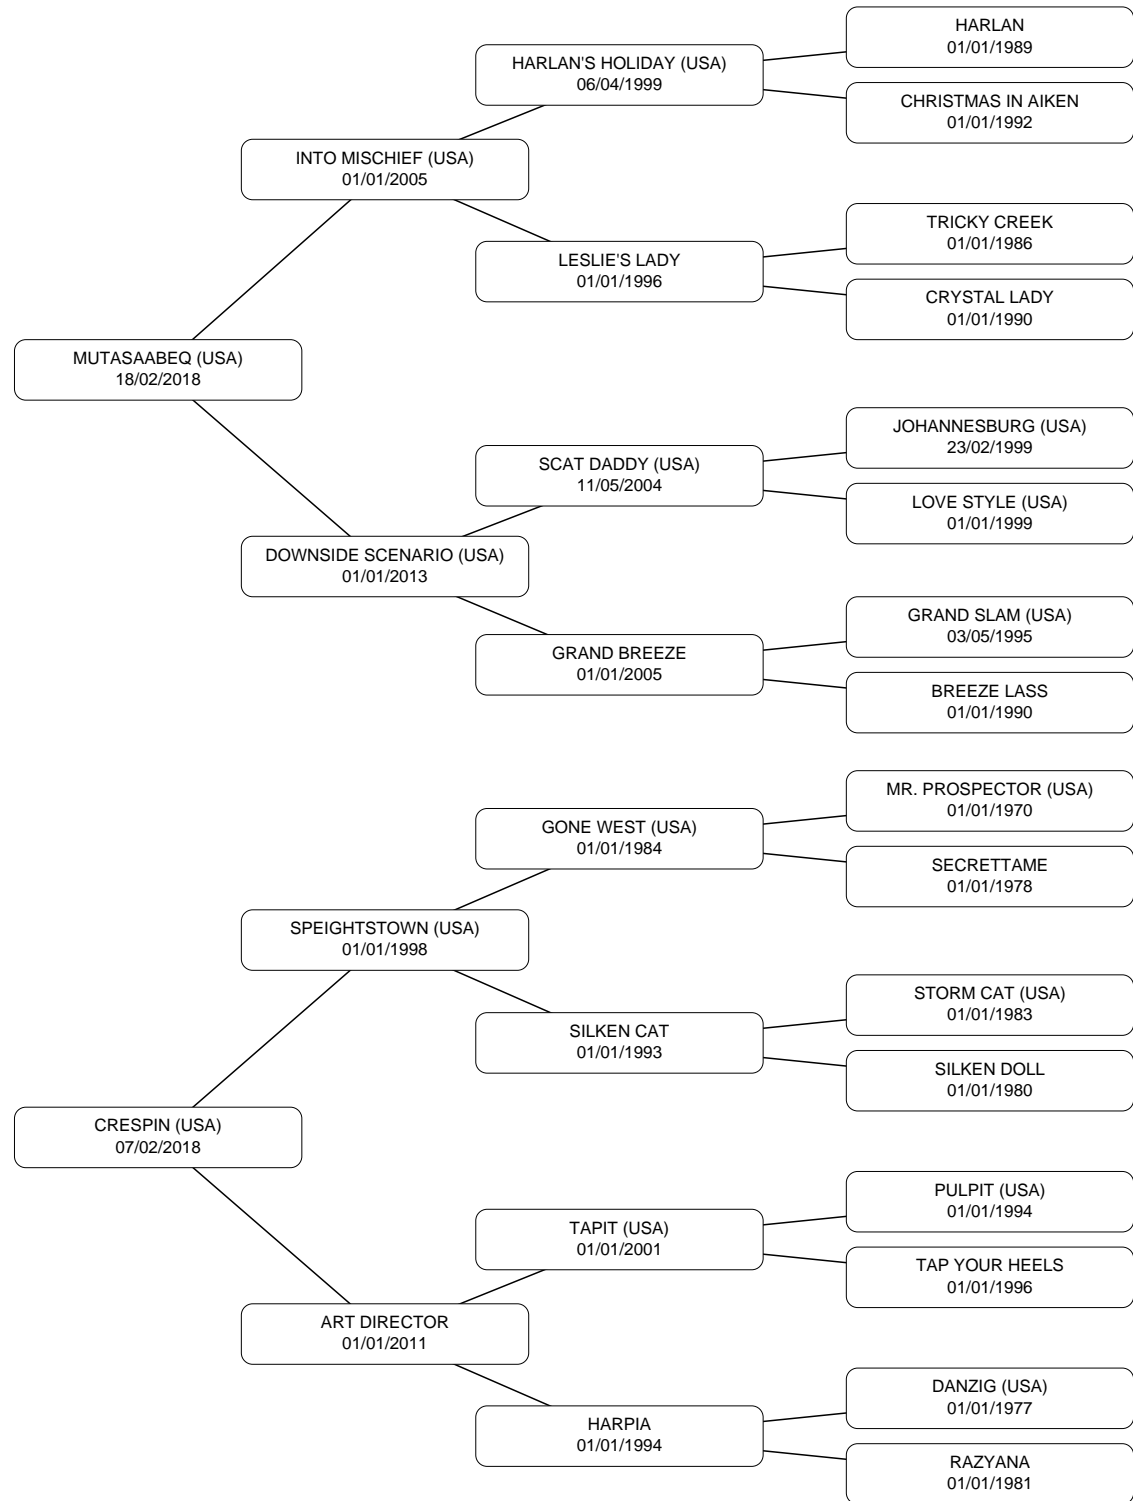 HARLAN
01/01/1989
HARLAN'S HOLIDAY (USA)
06/04/1999
CHRISTMAS IN AIKEN
01/01/1992
INTO MISCHIEF (USA)
01/01/2005
TRICKY CREEK
01/01/1986
LESLIE'S LADY
01/01/1996
CRYSTAL LADY
01/01/1990
MUTASAABEQ (USA)
18/02/2018
JOHANNESBURG (USA)
23/02/1999
SCAT DADDY (USA)
11/05/2004
LOVE STYLE (USA)
01/01/1999
DOWNSIDE SCENARIO (USA)
01/01/2013
GRAND SLAM (USA)
03/05/1995
GRAND BREEZE
01/01/2005
BREEZE LASS
01/01/1990
MR. PROSPECTOR (USA)
01/01/1970
GONE WEST (USA)
01/01/1984
SECRETTAME
01/01/1978
SPEIGHTSTOWN (USA)
01/01/1998
STORM CAT (USA)
01/01/1983
SILKEN CAT
01/01/1993
SILKEN DOLL
01/01/1980
CRESPIN (USA)
07/02/2018
PULPIT (USA)
01/01/1994
TAPIT (USA)
01/01/2001
TAP YOUR HEELS
01/01/1996
ART DIRECTOR
01/01/2011
DANZIG (USA)
01/01/1977
HARPIA
01/01/1994
RAZYANA
01/01/1981